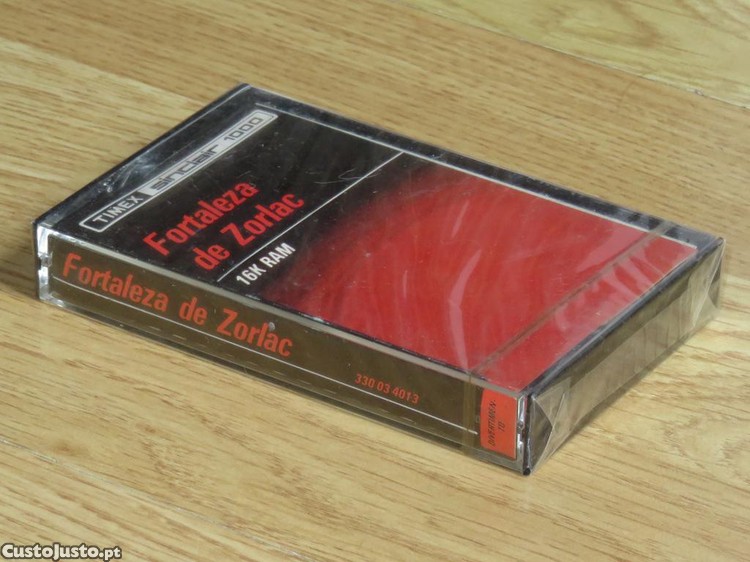 TIMEX sinclair 1000
Fortaleza
de Zorlac
16K RAM
Fortaleza de Zorlac
330 03 4013
CustoJusto.pt